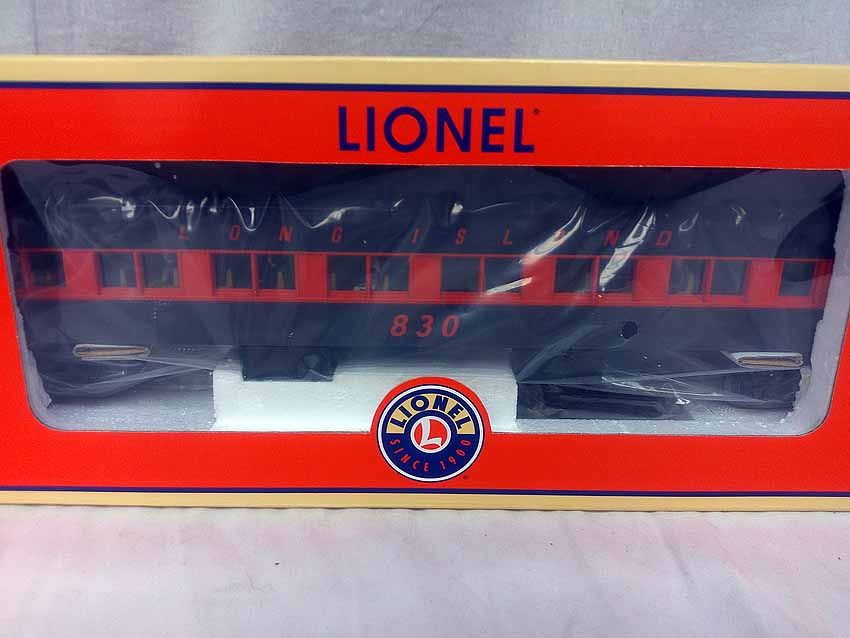 LIONEL®
LONG ISLAND
830
LIONEL
L
SINCE 1900